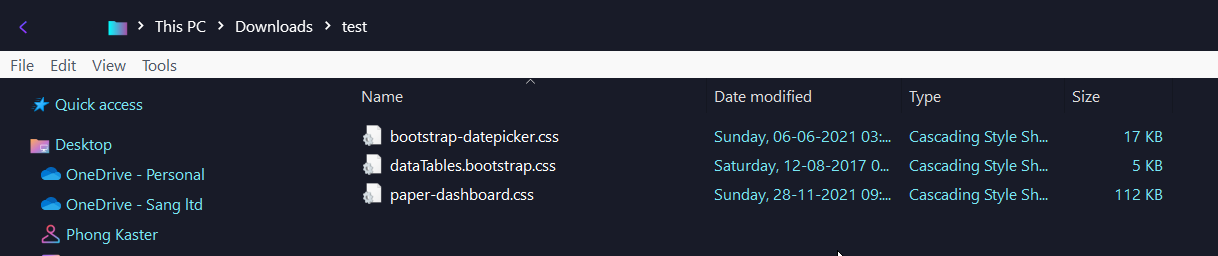 This PC > Downloads > test
File Edit View Tools
Name Date modified Type Size
Quick access
Desktop
OneDrive - Personal
OneDrive - Sang ltd
Phong Kaster
bootstrap-datepicker.css Sunday, 06-06-2021 03:... Cascading Style Sh... 17 KB
dataTables.bootstrap.css Saturday, 12-08-2017 0... Cascading Style Sh... 5 KB
paper-dashboard.css Sunday, 28-11-2021 09:... Cascading Style Sh... 112 KB